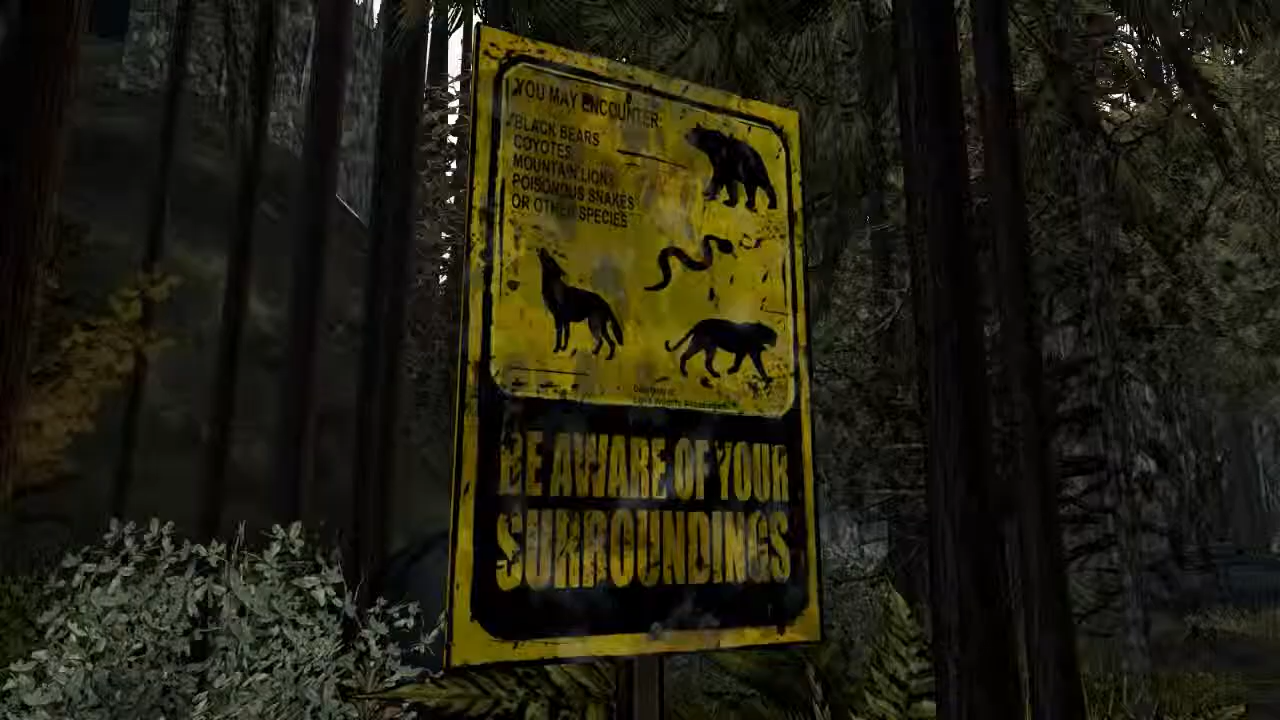 YOU MAY ENCOUNTER
BLACK BEARS
COYOTES
MOUNTAIN LIONS
POISONOUS SNAKES
OR OTHER SPECIES
BE AWARE OF YOUR
SURROUNDINGS